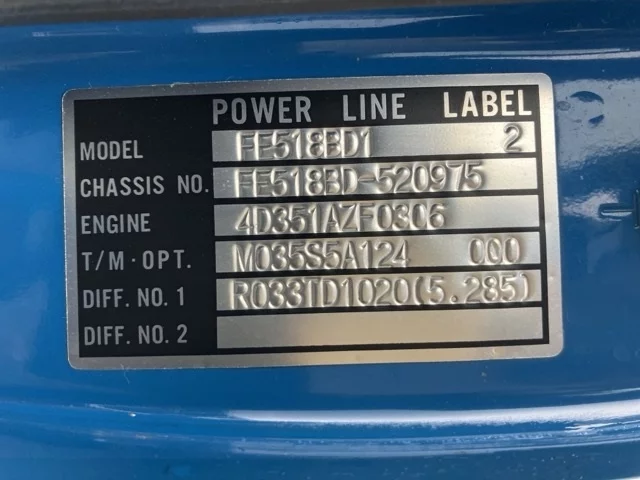 POWER LINE LABEL
MODEL FE518BD1 2
CHASSIS NO. FE518BD-520975
ENGINE 4D351AZF0306
T/M·OPT. M035S5A124 000
DIFF. NO. 1 R033TD1020(5.285)
DIFF. NO. 2